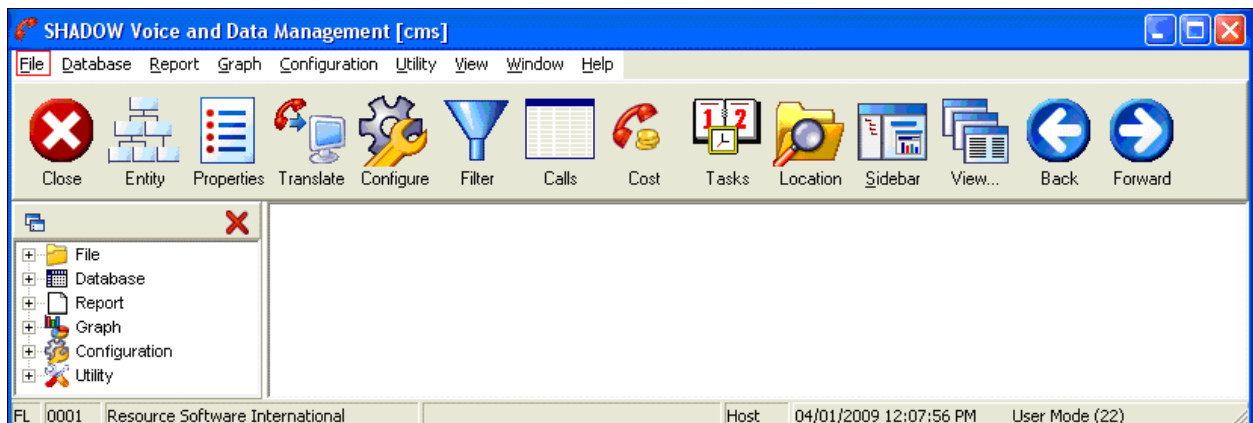 SHADOW Voice and Data Management [cms]
File Database Report Graph Configuration Utility View Window Help
1 2
Close Entity Properties Translate Configure Filter Calls Cost Tasks Location Sidebar View... Back Forward
File
Database
Report
Graph
Configuration
Utility
FL 0001 Resource Software International Host 04/01/2009 12:07:56 PM User Mode (22)